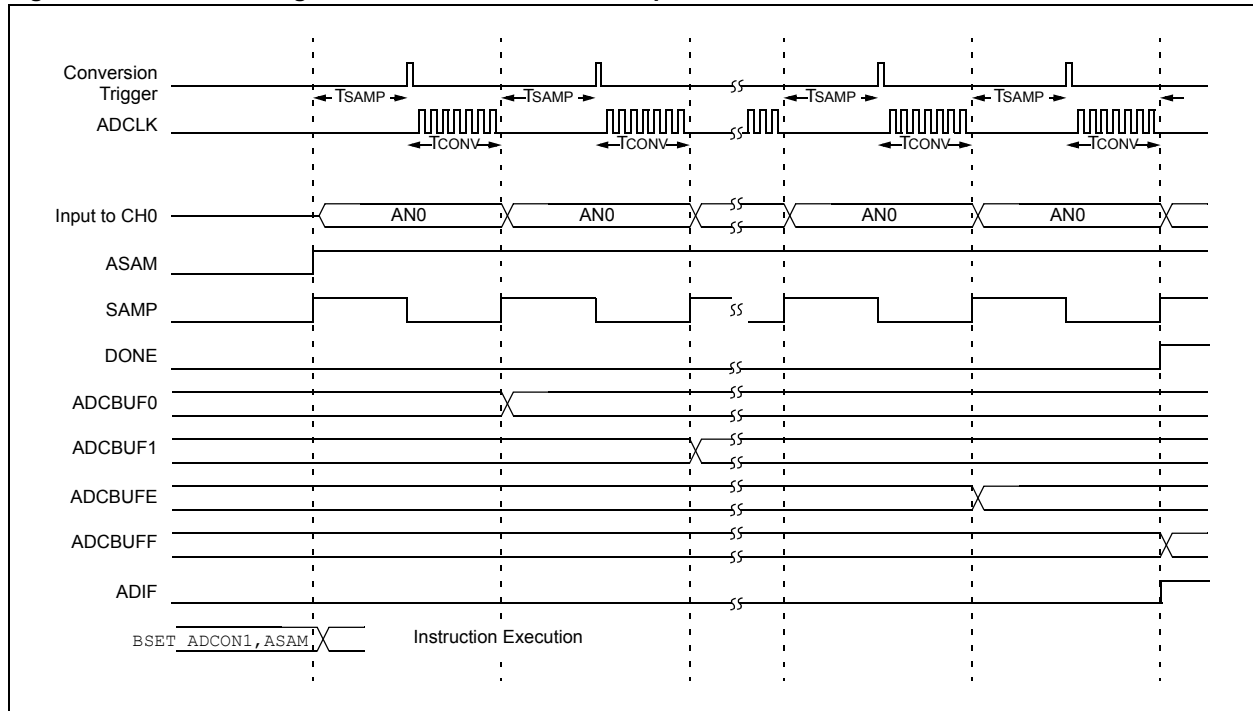 Conversion
Trigger
TSAMP TSAMP TSAMP TSAMP
ADCLK
TCONV TCONV TCONV TCONV
Input to CH0 AN0 AN0 AN0 AN0
ASAM
SAMP
DONE
ADCBUF0
ADCBUF1
ADCBUFE
ADCBUFF
ADIF
BSET ADCON1,ASAM Instruction Execution